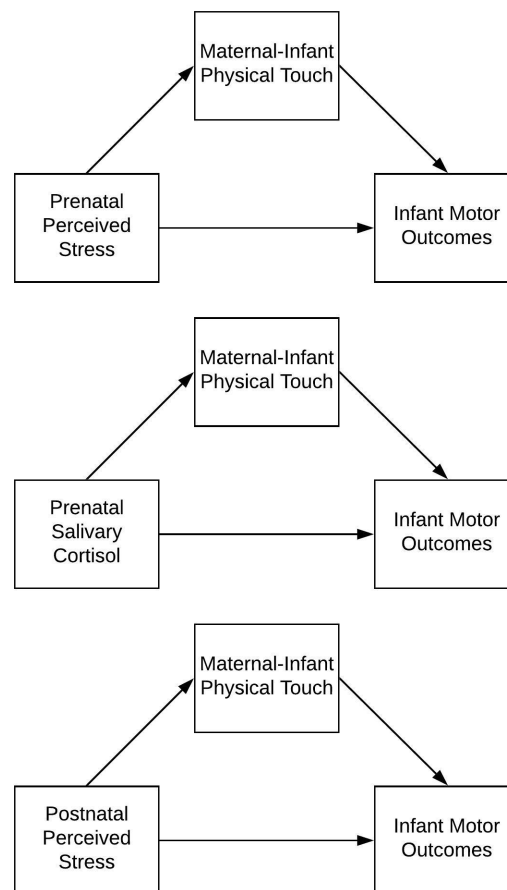 Maternal-Infant
Physical Touch
Prenatal
Perceived
Stress
Infant Motor
Outcomes
Maternal-Infant
Physical Touch
Prenatal
Salivary
Cortisol
Infant Motor
Outcomes
Maternal-Infant
Physical Touch
Postnatal
Perceived
Stress
Infant Motor
Outcomes